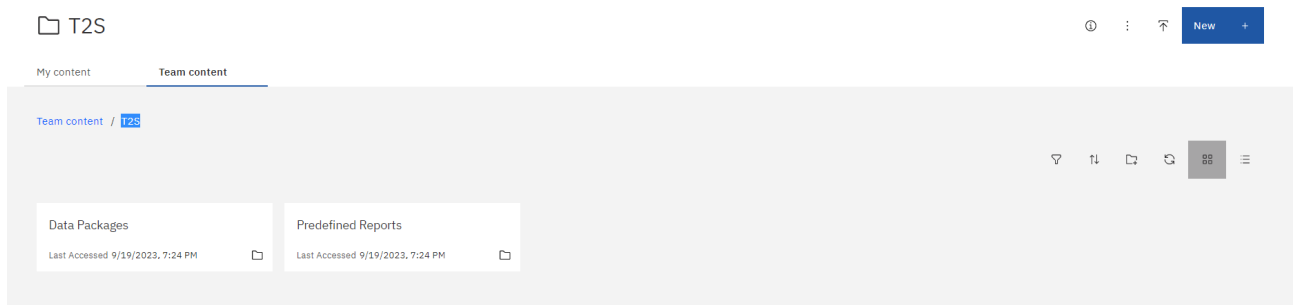 T2S
New +
My content Team content
Team content / T2S
Data Packages Predefined Reports
Last Accessed 9/19/2023, 7:24 PM Last Accessed 9/19/2023, 7:24 PM